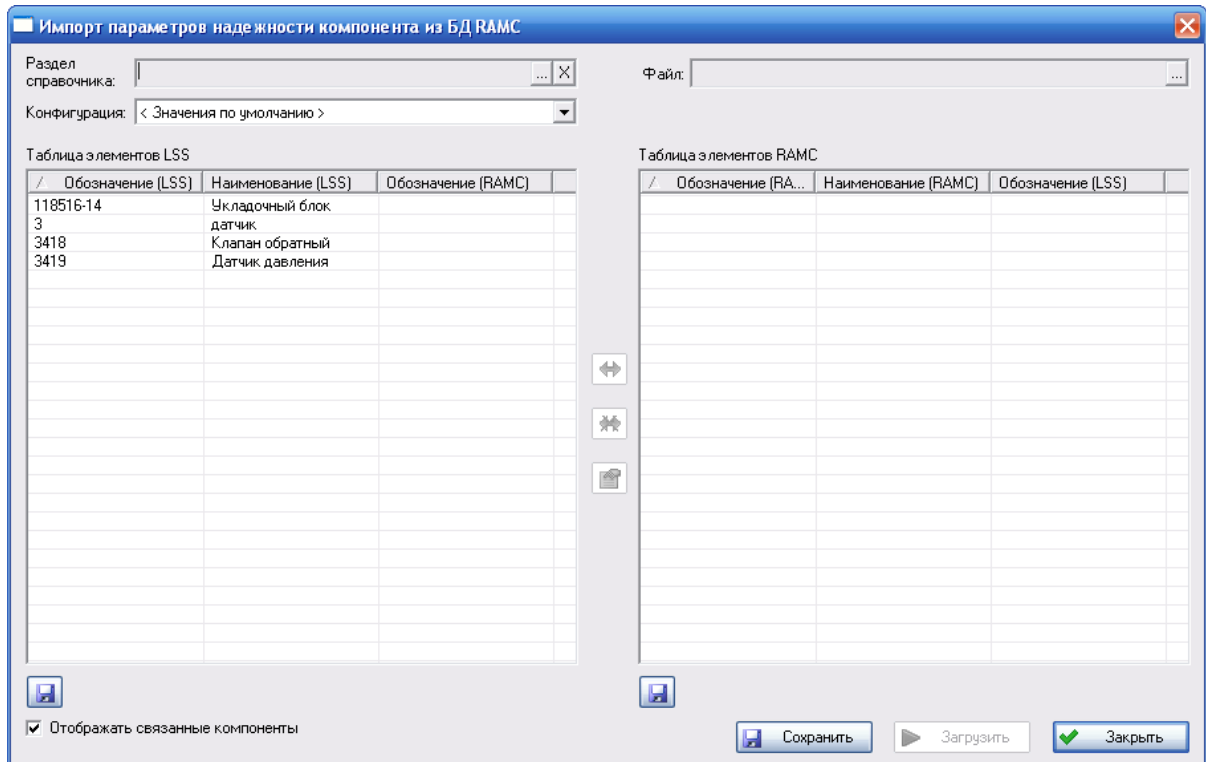 Импорт параметров надежности компонента из БД RAMC
Раздел справочника: ... X
Файл: ...
Конфигурация: < Значения по умолчанию >
Таблица элементов LSS
Обозначение (LSS) Наименование (LSS) Обозначение (RAMC)
118516-14 Укладочный блок
3 датчик
3418 Клапан обратный
3419 Датчик давления
Таблица элементов RAMC
Обозначение (RA... Наименование (RAMC) Обозначение (LSS)
Отображать связанные компоненты
Сохранить Загрузить Закрыть